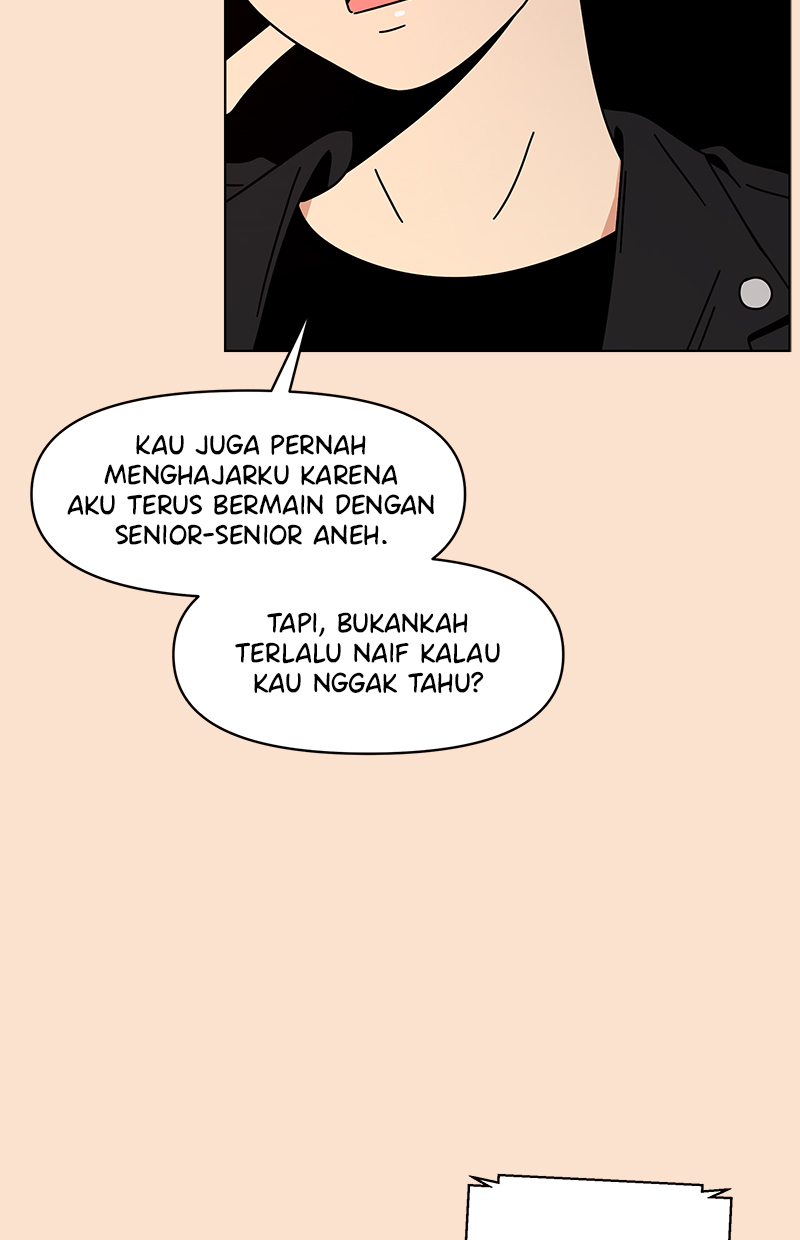 KAU JUGA PERNAH
MENGHAJARKU KARENA
AKU TERUS BERMAIN DENGAN
SENIOR-SENIOR ANEH.
TAPI, BUKANKAH
TERLALU NAIF KALAU
KAU NGGAK TAHU?